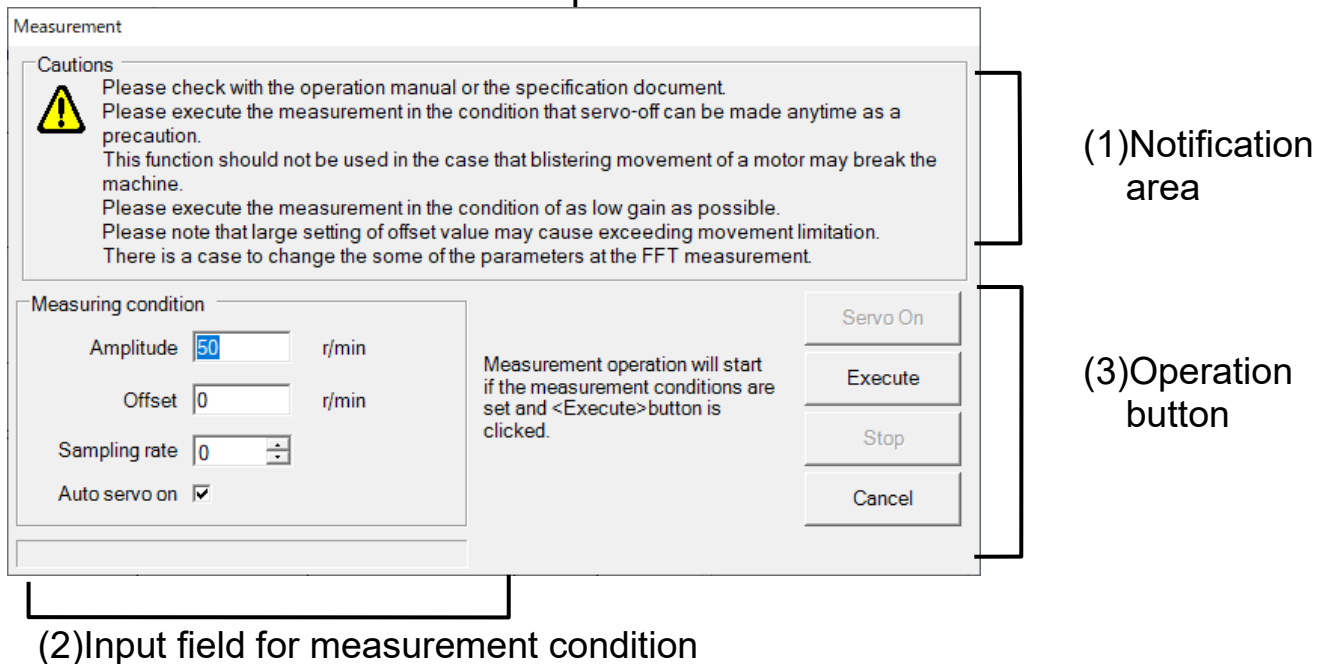 Measurement
Cautions
Please check with the operation manual or the specification document.
Please execute the measurement in the condition that servo-off can be made anytime as a
precaution.
This function should not be used in the case that blistering movement of a motor may break the
machine.
Please execute the measurement in the condition of as low gain as possible.
Please note that large setting of offset value may cause exceeding movement limitation.
There is a case to change the some of the parameters at the FFT measurement.
(1)Notification
area
Measuring condition
Amplitude 50 r/min
Offset 0 r/min
Sampling rate 0
Auto servo on
Measurement operation will start
if the measurement conditions are
set and <Execute>button is
clicked.
Servo On
Execute
Stop
Cancel
(3)Operation
button
(2)Input field for measurement condition